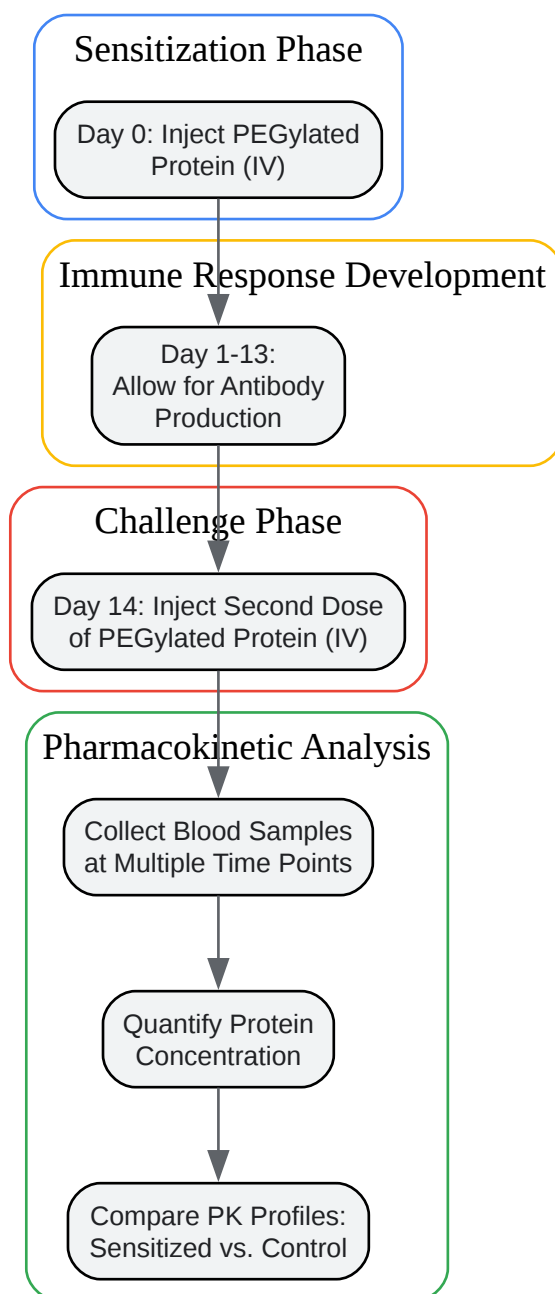 Sensitization Phase
Day 0: Inject PEGylated
Protein (IV)
Immune Response Development
Day 1-13:
Allow for Antibody
Production
Challenge Phase
Day 14: Inject Second Dose
of PEGylated Protein (IV)
Pharmacokinetic Analysis
Collect Blood Samples
at Multiple Time Points
Quantify Protein
Concentration
Compare PK Profiles:
Sensitized vs. Control